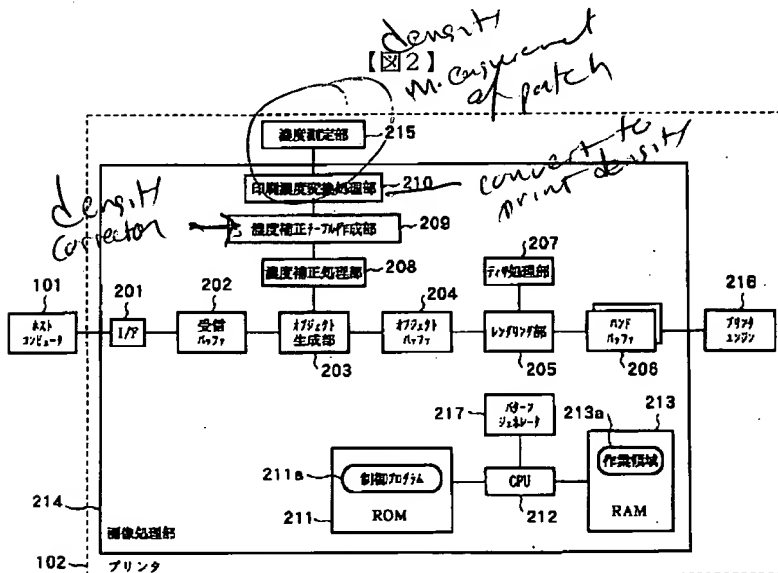 density
【図2】
measurement
of patch
濃度測定部
215
convert to
print density
印刷濃度変換処理部
210
density
corrector
濃度補正テーブル作成部
209
濃度補正処理部
208
207
ディザ処理部
101
201
202
204
216
ホスト
コンピュータ
I/F
受信
バッファ
オブジェクト
生成部
オブジェクト
バッファ
レンダリング部
バンド
バッファ
プリンタ
エンジン
203
205
206
217
パターン
ジェネレータ
213a
213
作業領域
211a
制御プログラム
CPU
214
211
ROM
212
RAM
画像処理部
102
プリンタ